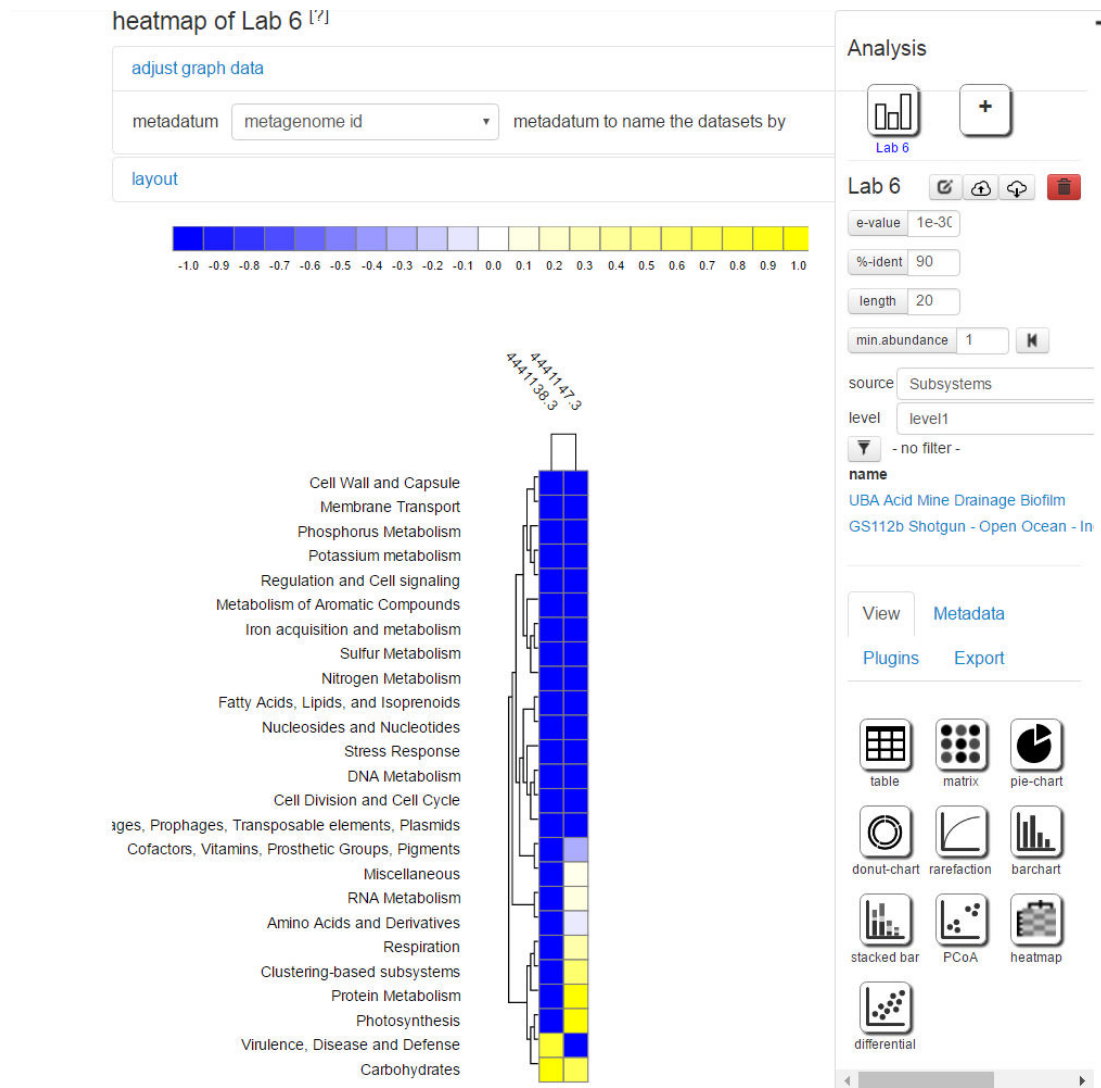 heatmap of Lab 6 [?]
adjust graph data
metadatum metagenome id metadatum to name the datasets by
layout
-1.0 -0.9 -0.8 -0.7 -0.6 -0.5 -0.4 -0.3 -0.2 -0.1 0.0 0.1 0.2 0.3 0.4 0.5 0.6 0.7 0.8 0.9 1.0
4441138.3
4441147.3
Cell Wall and Capsule
Membrane Transport
Phosphorus Metabolism
Potassium metabolism
Regulation and Cell signaling
Metabolism of Aromatic Compounds
Iron acquisition and metabolism
Sulfur Metabolism
Nitrogen Metabolism
Fatty Acids, Lipids, and Isoprenoids
Nucleosides and Nucleotides
Stress Response
DNA Metabolism
Cell Division and Cell Cycle
ages, Prophages, Transposable elements, Plasmids
Cofactors, Vitamins, Prosthetic Groups, Pigments
Miscellaneous
RNA Metabolism
Amino Acids and Derivatives
Respiration
Clustering-based subsystems
Protein Metabolism
Photosynthesis
Virulence, Disease and Defense
Carbohydrates
Analysis
+
Lab 6
Lab 6
e-value 1e-30
%-ident 90
length 20
min.abundance 1
source Subsystems
level level1
- no filter -
name
UBA Acid Mine Drainage Biofilm
GS112b Shotgun - Open Ocean - In
View Metadata
Plugins Export
table matrix pie-chart
donut-chart rarefaction barchart
stacked bar PCoA heatmap
differential